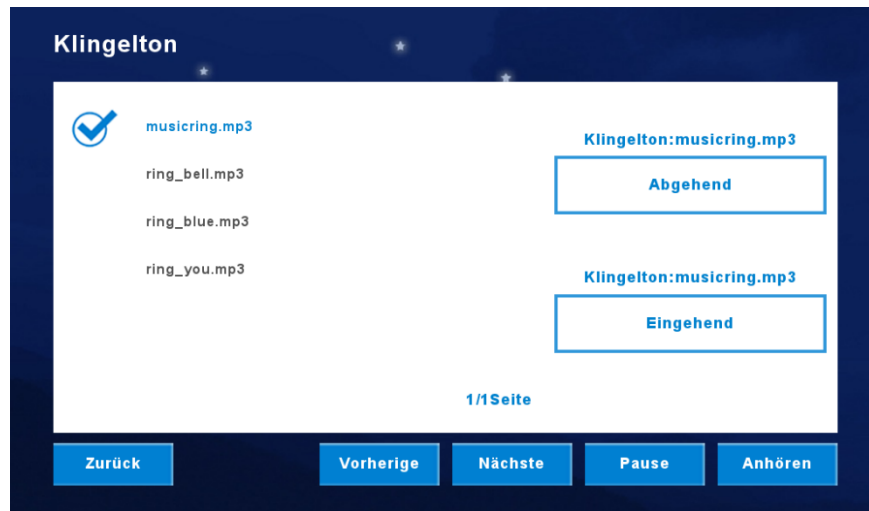 Klingelton
musicring.mp3
ring_bell.mp3
ring_blue.mp3
ring_you.mp3
Klingelton:musicring.mp3
Abgehend
Klingelton:musicring.mp3
Eingehend
1/1Seite
Zurück
Vorherige
Nächste
Pause
Anhören